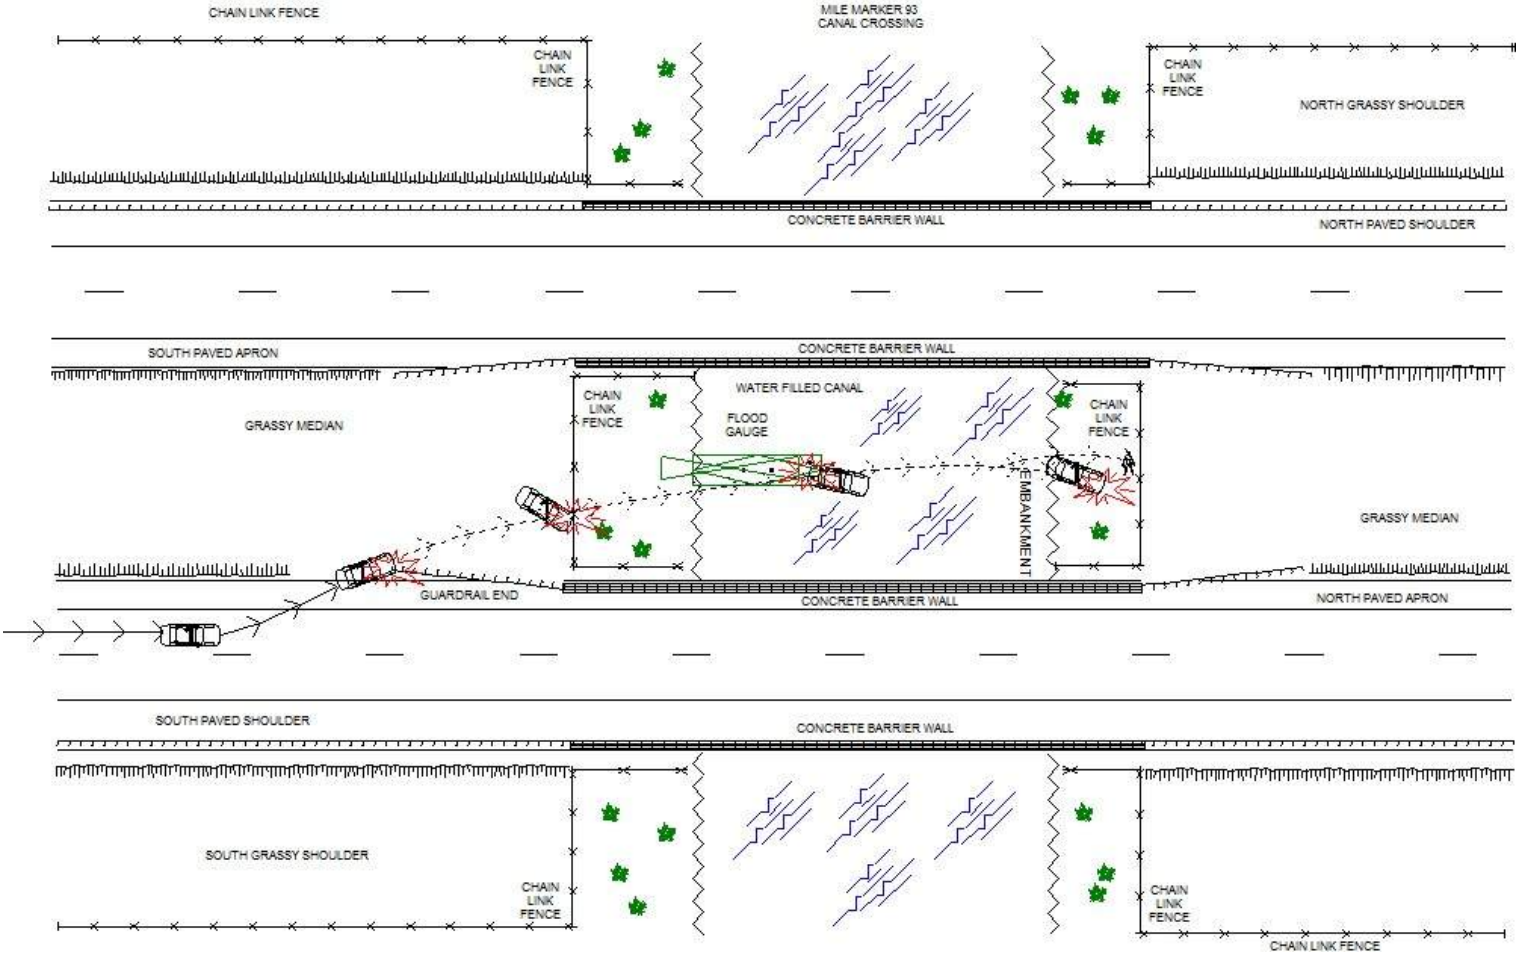 CHAIN LINK FENCE
MILE MARKER 93
CANAL CROSSING
CHAIN
LINK
FENCE
CHAIN
LINK
FENCE
NORTH GRASSY SHOULDER
CONCRETE BARRIER WALL
NORTH PAVED SHOULDER
SOUTH PAVED APRON
CONCRETE BARRIER WALL
GRASSY MEDIAN
CHAIN
LINK
FENCE
WATER FILLED CANAL
FLOOD
GAUGE
CHAIN
LINK
FENCE
EMBANKMENT
GRASSY MEDIAN
GUARDRAIL END
CONCRETE BARRIER WALL
NORTH PAVED APRON
SOUTH PAVED SHOULDER
CONCRETE BARRIER WALL
SOUTH GRASSY SHOULDER
CHAIN
LINK
FENCE
CHAIN
LINK
FENCE
CHAIN LINK FENCE